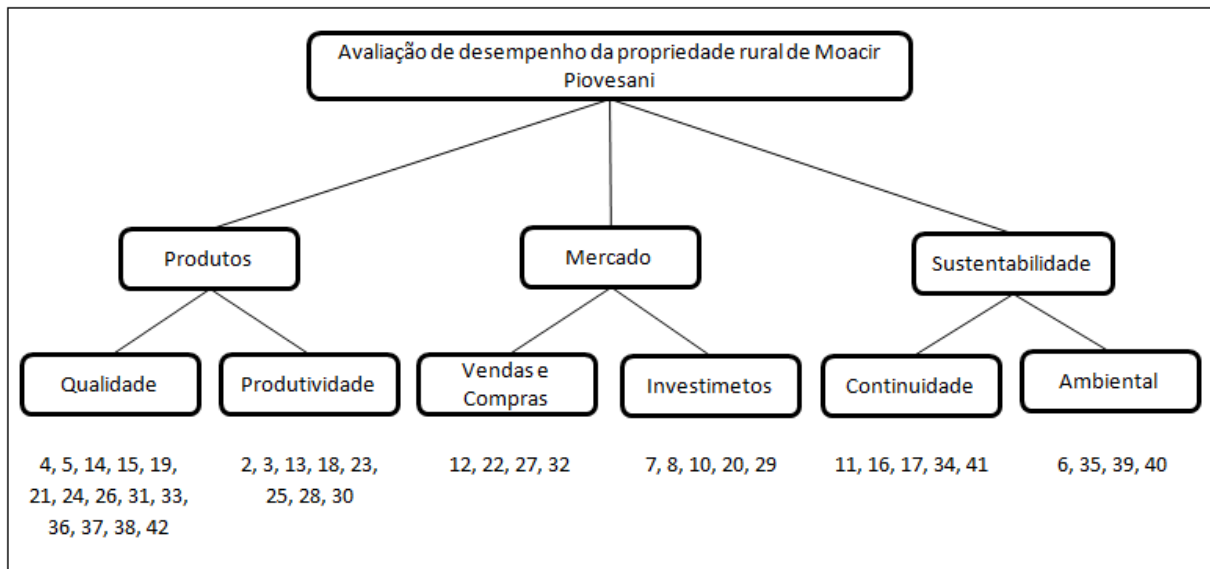 Avaliação de desempenho da propriedade rural de Moacir
Piovesani
Produtos
Mercado
Sustentabilidade
Qualidade
Produtividade
Vendas e
Compras
Investimetos
Continuidade
Ambiental
4, 5, 14, 15, 19,
21, 24, 26, 31, 33,
36, 37, 38, 42
2, 3, 13, 18, 23,
25, 28, 30
12, 22, 27, 32
7, 8, 10, 20, 29
11, 16, 17, 34, 41
6, 35, 39, 40